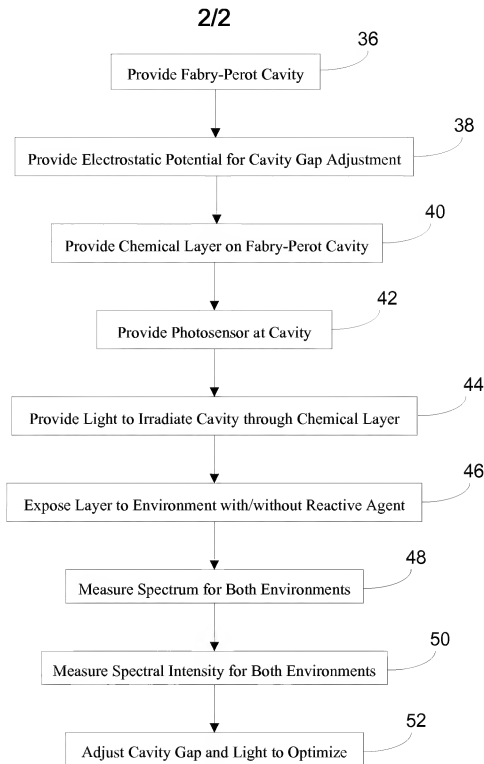 2/2
36
Provide Fabry-Perot Cavity
38
Provide Electrostatic Potential for Cavity Gap Adjustment
40
Provide Chemical Layer on Fabry-Perot Cavity
42
Provide Photosensor at Cavity
44
Provide Light to Irradiate Cavity through Chemical Layer
46
Expose Layer to Environment with/without Reactive Agent
48
Measure Spectrum for Both Environments
50
Measure Spectral Intensity for Both Environments
52
Adjust Cavity Gap and Light to Optimize